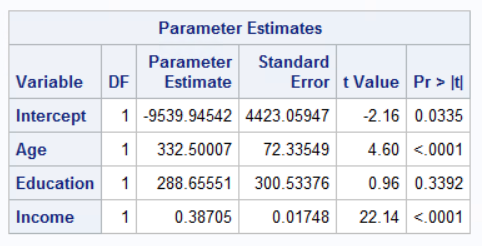 Parameter Estimates
Variable DF Parameter Estimate Standard Error t Value Pr > |t|
Intercept 1 -9539.94542 4423.05947 -2.16 0.0335
Age 1 332.50007 72.33549 4.60 <.0001
Education 1 288.65551 300.53376 0.96 0.3392
Income 1 0.38705 0.01748 22.14 <.0001